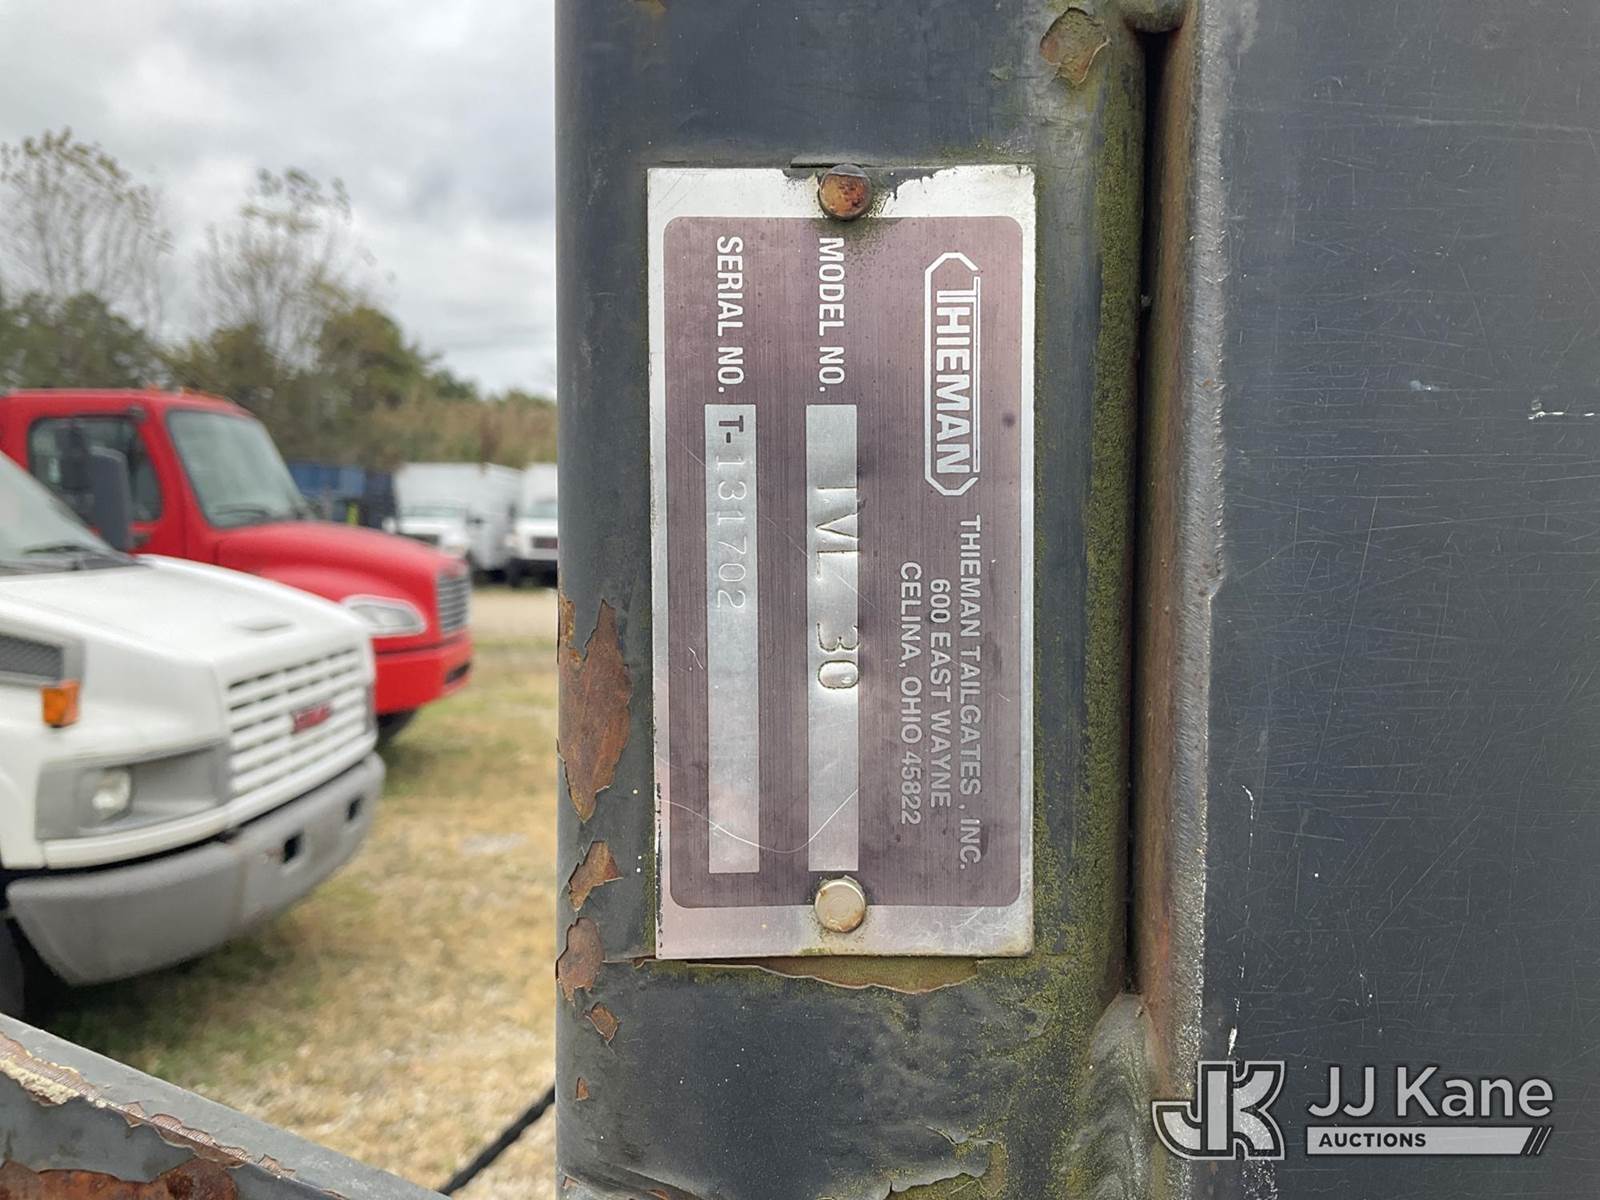 THIEMAN
THIEMAN TAILGATES, INC.
600 EAST WAYNE
CELINA, OHIO 45822
MODEL NO. TVL 30
SERIAL NO. T-131702
JK
JJ Kane
AUCTIONS